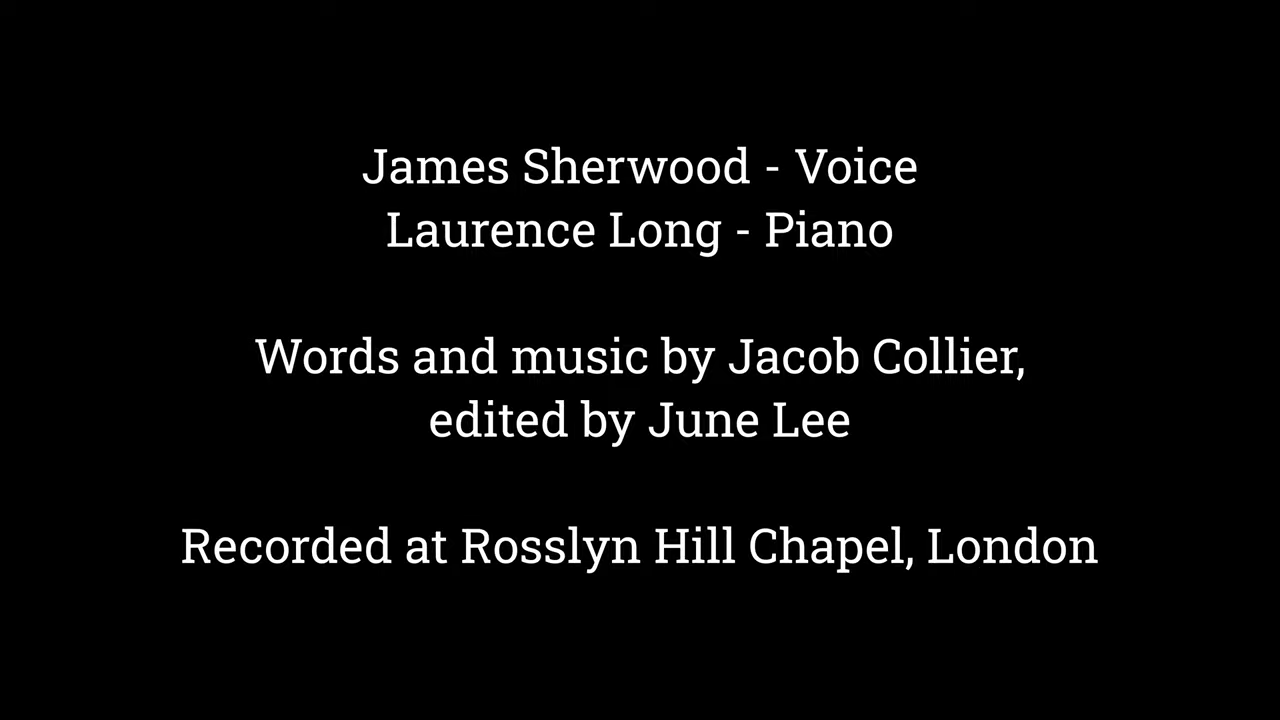 James Sherwood - Voice
Laurence Long - Piano
Words and music by Jacob Collier,
edited by June Lee
Recorded at Rosslyn Hill Chapel, London